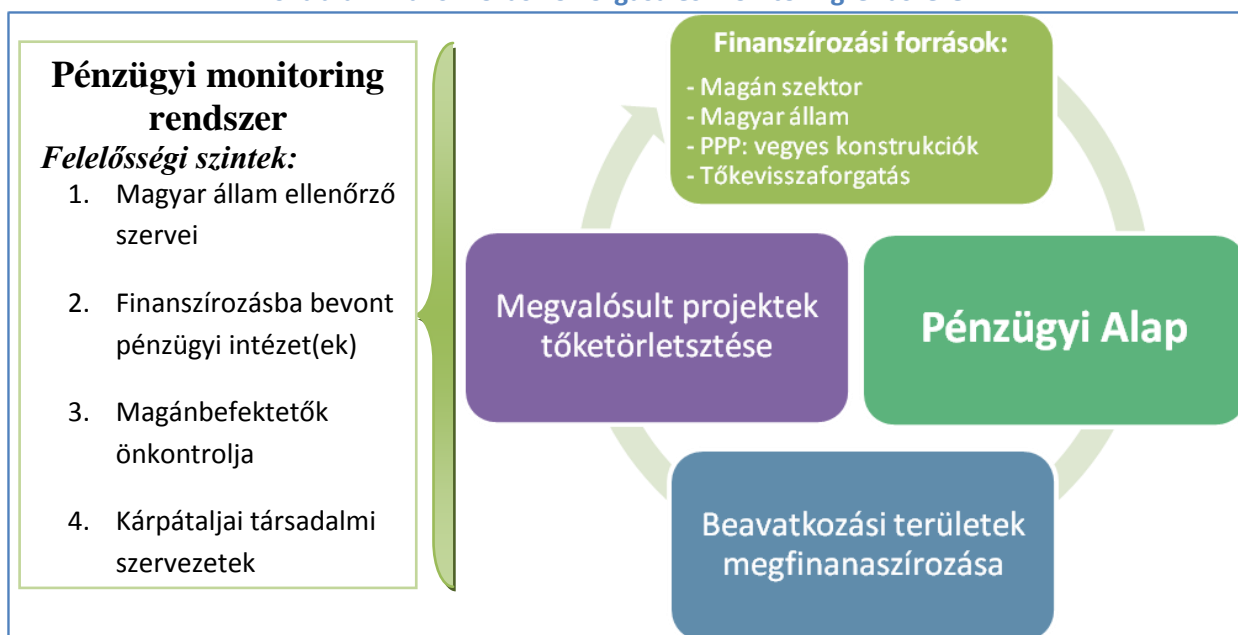 Pénzügyi monitoring
rendszer
Felelősségi szintek:
1. Magyar állam ellenőrző
szervei
2. Finanszírozásba bevont
pénzügyi intézet(ek)
3. Magánbefektetők
önkontrolja
4. Kárpátaljai társadalmi
szervezetek
Finanszírozási források:
- Magán szektor
- Magyar állam
- PPP: vegyes konstrukciók
- Tőkevisszaforgatás
Megvalósult projektek
tőketörletsztése
Pénzügyi Alap
Beavatkozási területek
megfinanaszírozása